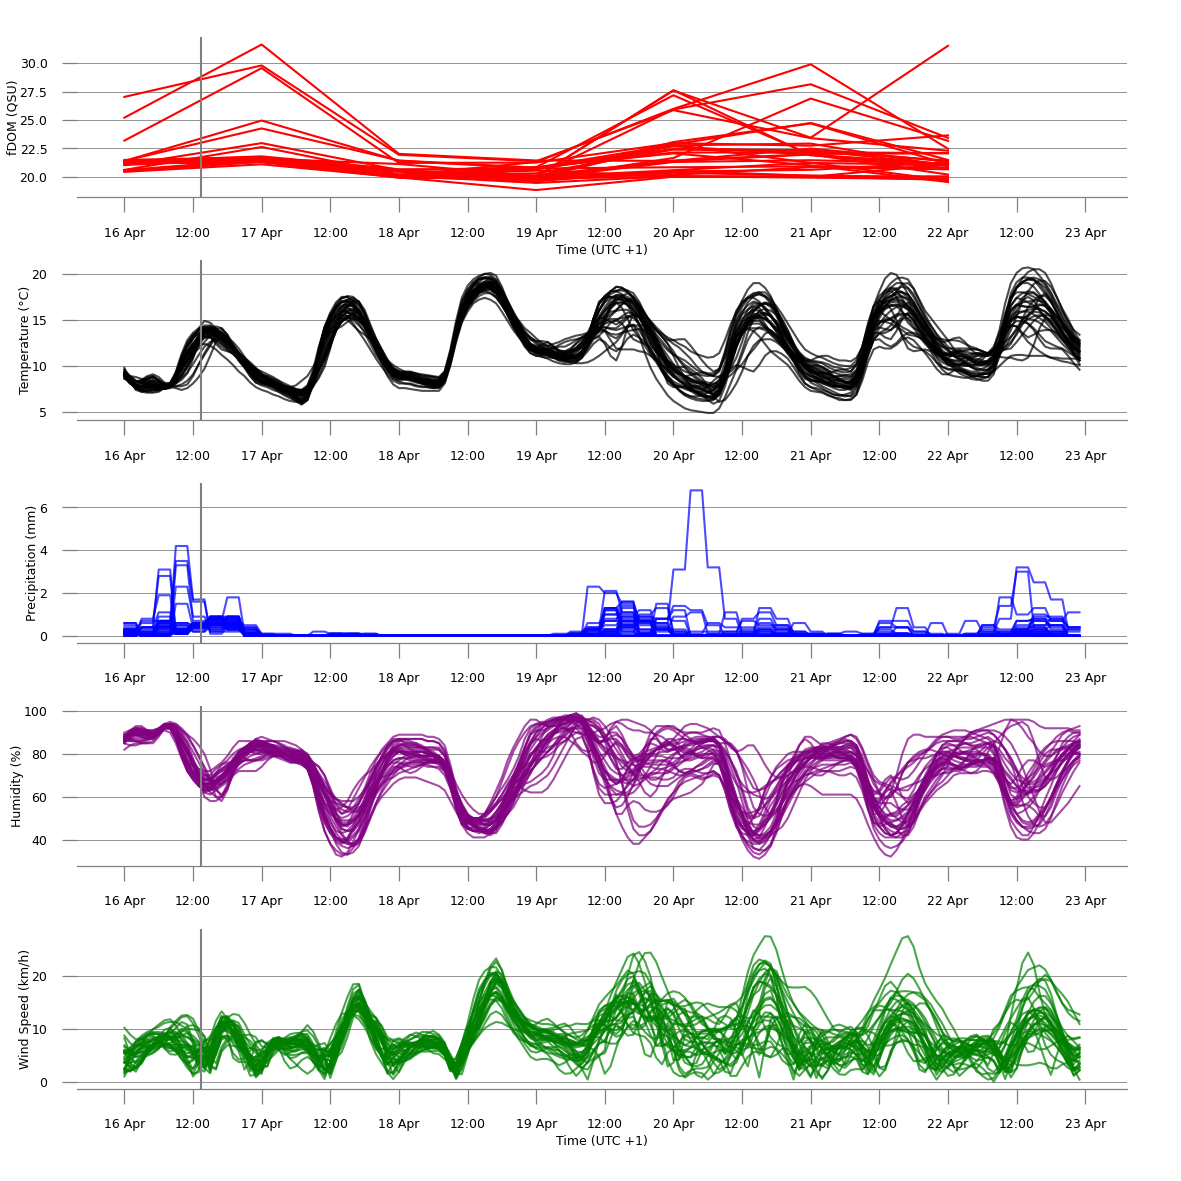 fDOM (QSU)
30.0
27.5
25.0
22.5
20.0
16 Apr 12:00 17 Apr 12:00 18 Apr 12:00 19 Apr 12:00 20 Apr 12:00 21 Apr 12:00 22 Apr 12:00 23 Apr
Time (UTC +1)
Temperature (°C)
20
15
10
5
16 Apr 12:00 17 Apr 12:00 18 Apr 12:00 19 Apr 12:00 20 Apr 12:00 21 Apr 12:00 22 Apr 12:00 23 Apr
Precipitation (mm)
6
4
2
0
16 Apr 12:00 17 Apr 12:00 18 Apr 12:00 19 Apr 12:00 20 Apr 12:00 21 Apr 12:00 22 Apr 12:00 23 Apr
Humidity (%)
100
80
60
40
16 Apr 12:00 17 Apr 12:00 18 Apr 12:00 19 Apr 12:00 20 Apr 12:00 21 Apr 12:00 22 Apr 12:00 23 Apr
Wind Speed (km/h)
20
10
0
16 Apr 12:00 17 Apr 12:00 18 Apr 12:00 19 Apr 12:00 20 Apr 12:00 21 Apr 12:00 22 Apr 12:00 23 Apr
Time (UTC +1)